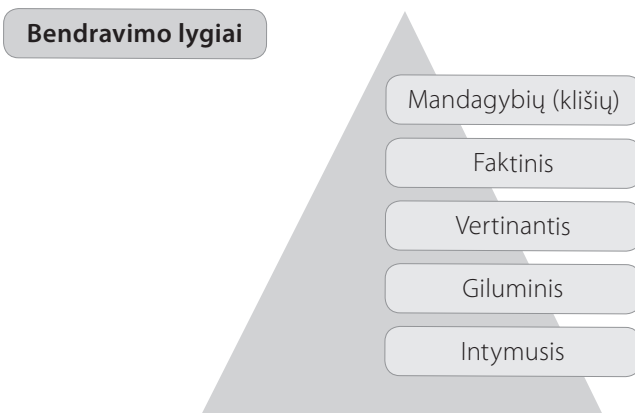 Bendravimo lygiai
Mandagybių (klišių)
Faktinis
Vertinantis
Giluminis
Intymusis